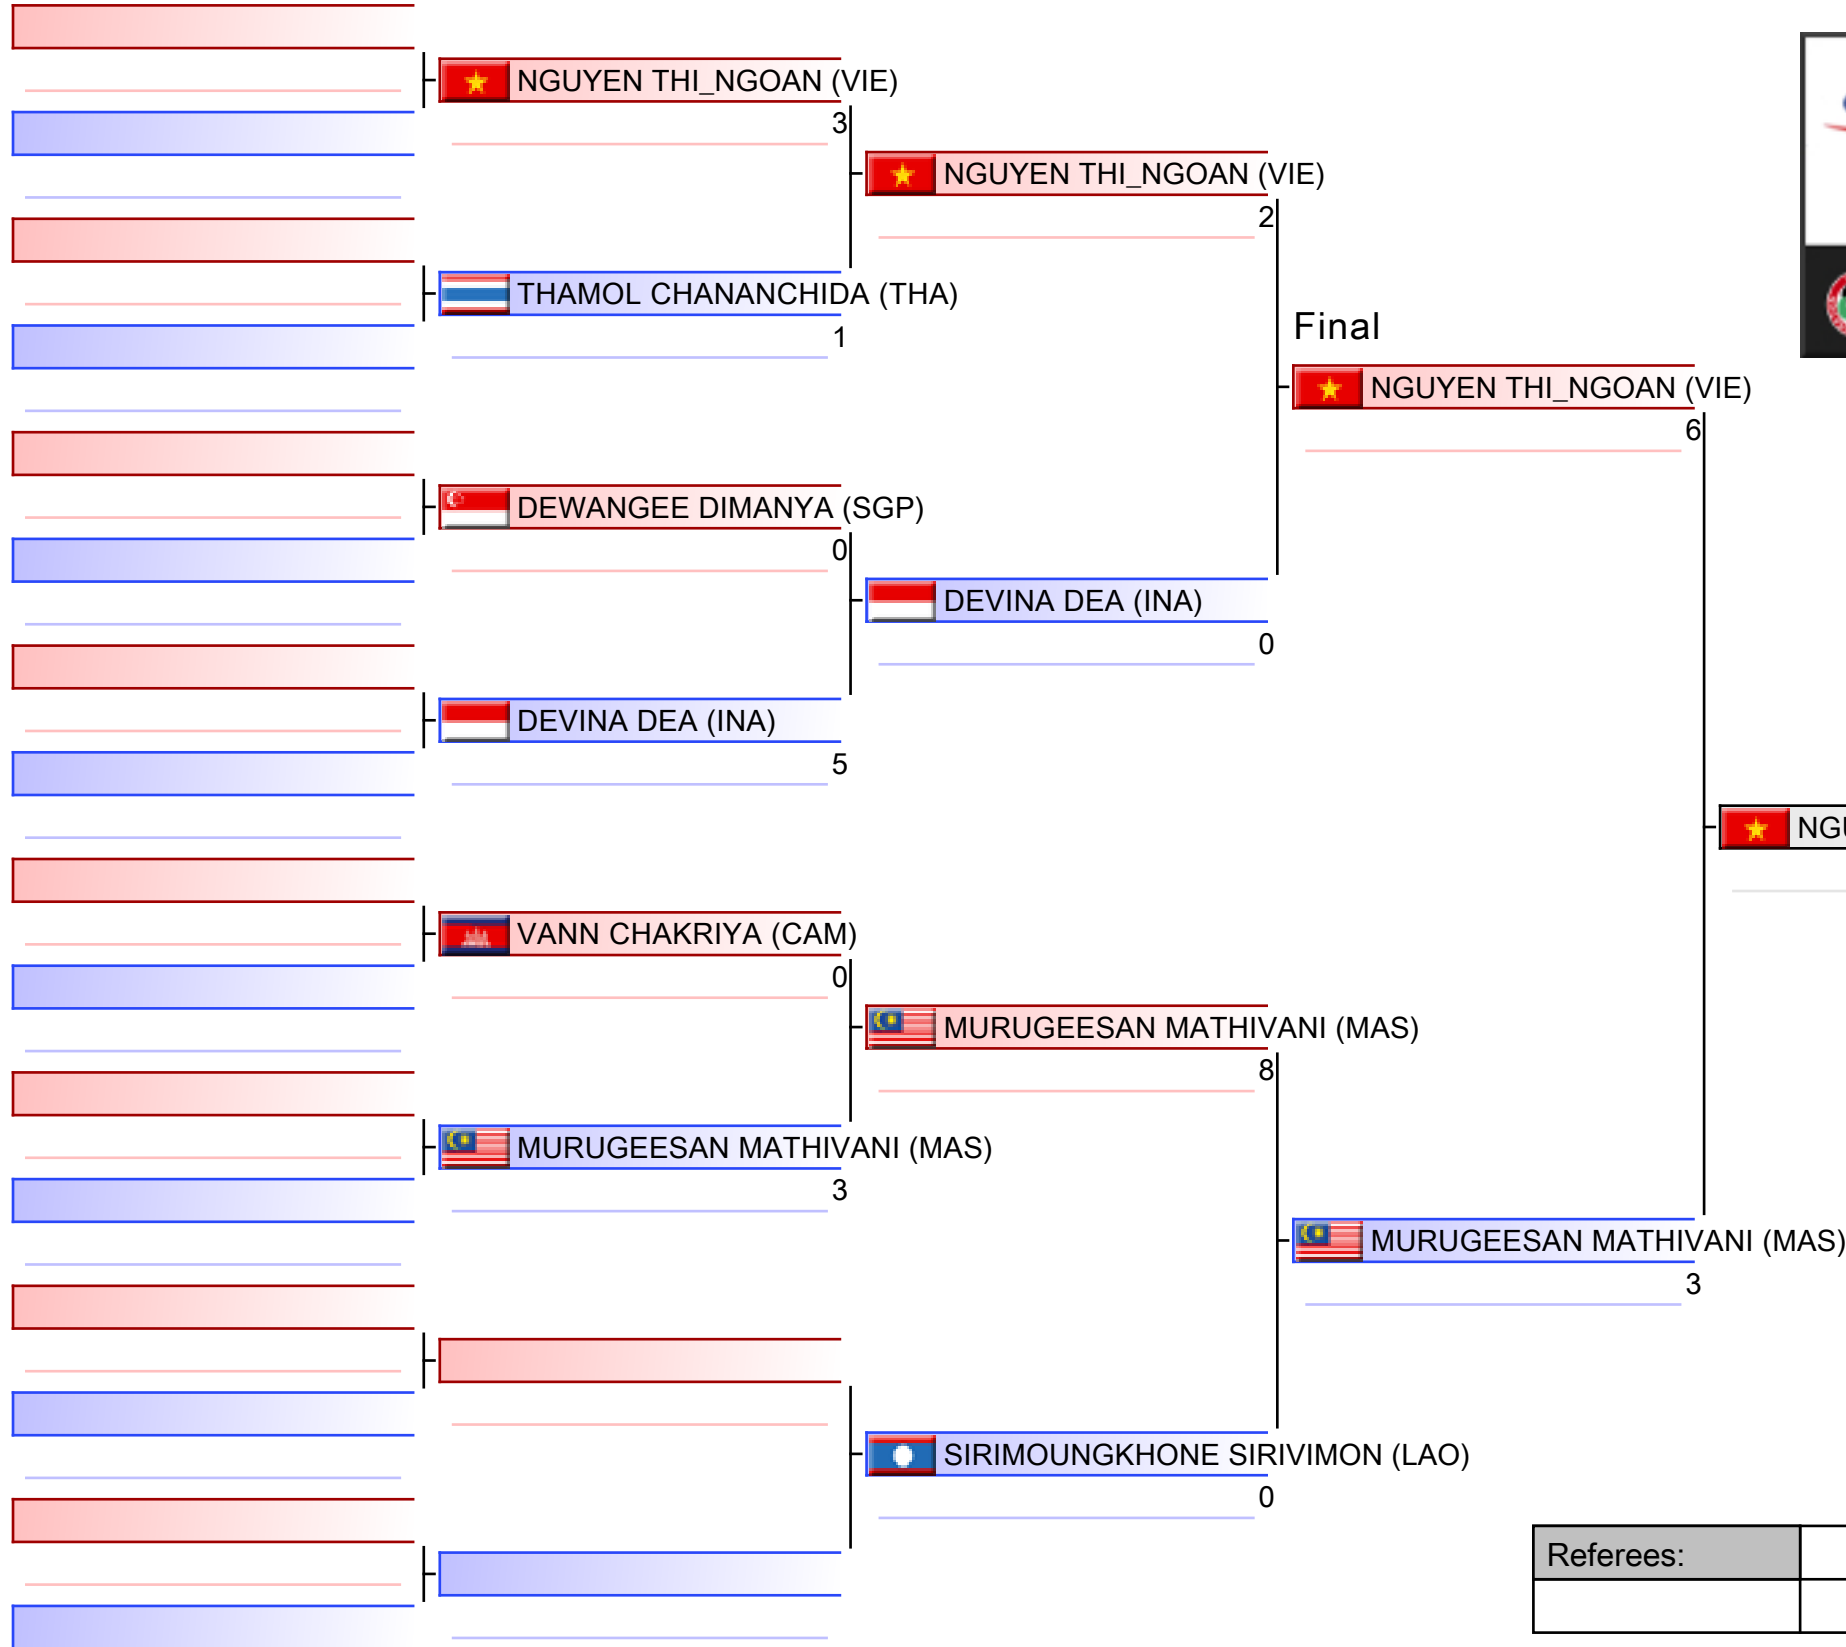 NGUYEN THI_NGOAN (VIE)
3
NGUYEN THI_NGOAN (VIE)
2
THAMOL CHANANCHIDA (THA)
1
Final
NGUYEN THI_NGOAN (VIE)
6
DEWANGEE DIMANYA (SGP)
0
DEVINA DEA (INA)
0
DEVINA DEA (INA)
5
VANN CHAKRIYA (CAM)
0
MURUGEESAN MATHIVANI (MAS)
8
MURUGEESAN MATHIVANI (MAS)
3
MURUGEESAN MATHIVANI (MAS)
3
SIRIMOUNGKHONE SIRIVIMON (LAO)
0
Referees: